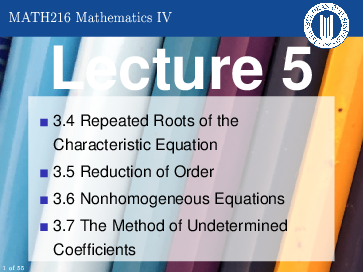 MATH216 Mathematics IV
Lecture 5
3.4 Repeated Roots of the
Characteristic Equation
3.5 Reduction of Order
3.6 Nonhomogeneous Equations
3.7 The Method of Undetermined
Coefficients
1 of 35